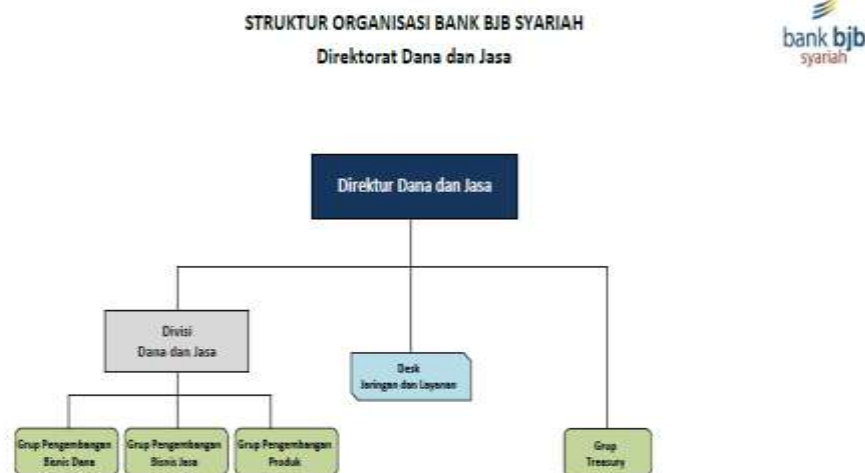 STRUKTUR ORGANISASI BANK BJB SYARIAH
Direktorat Dana dan Jasa
bank bjb
syariah
Direktur Dana dan Jasa
Divisi
Dana dan Jasa
Desk
Jaringan dan Layanan
Grup Pengembangan
Bisnis Dana
Grup Pengembangan
Bisnis Jasa
Grup Pengembangan
Produk
Grup
Treasury